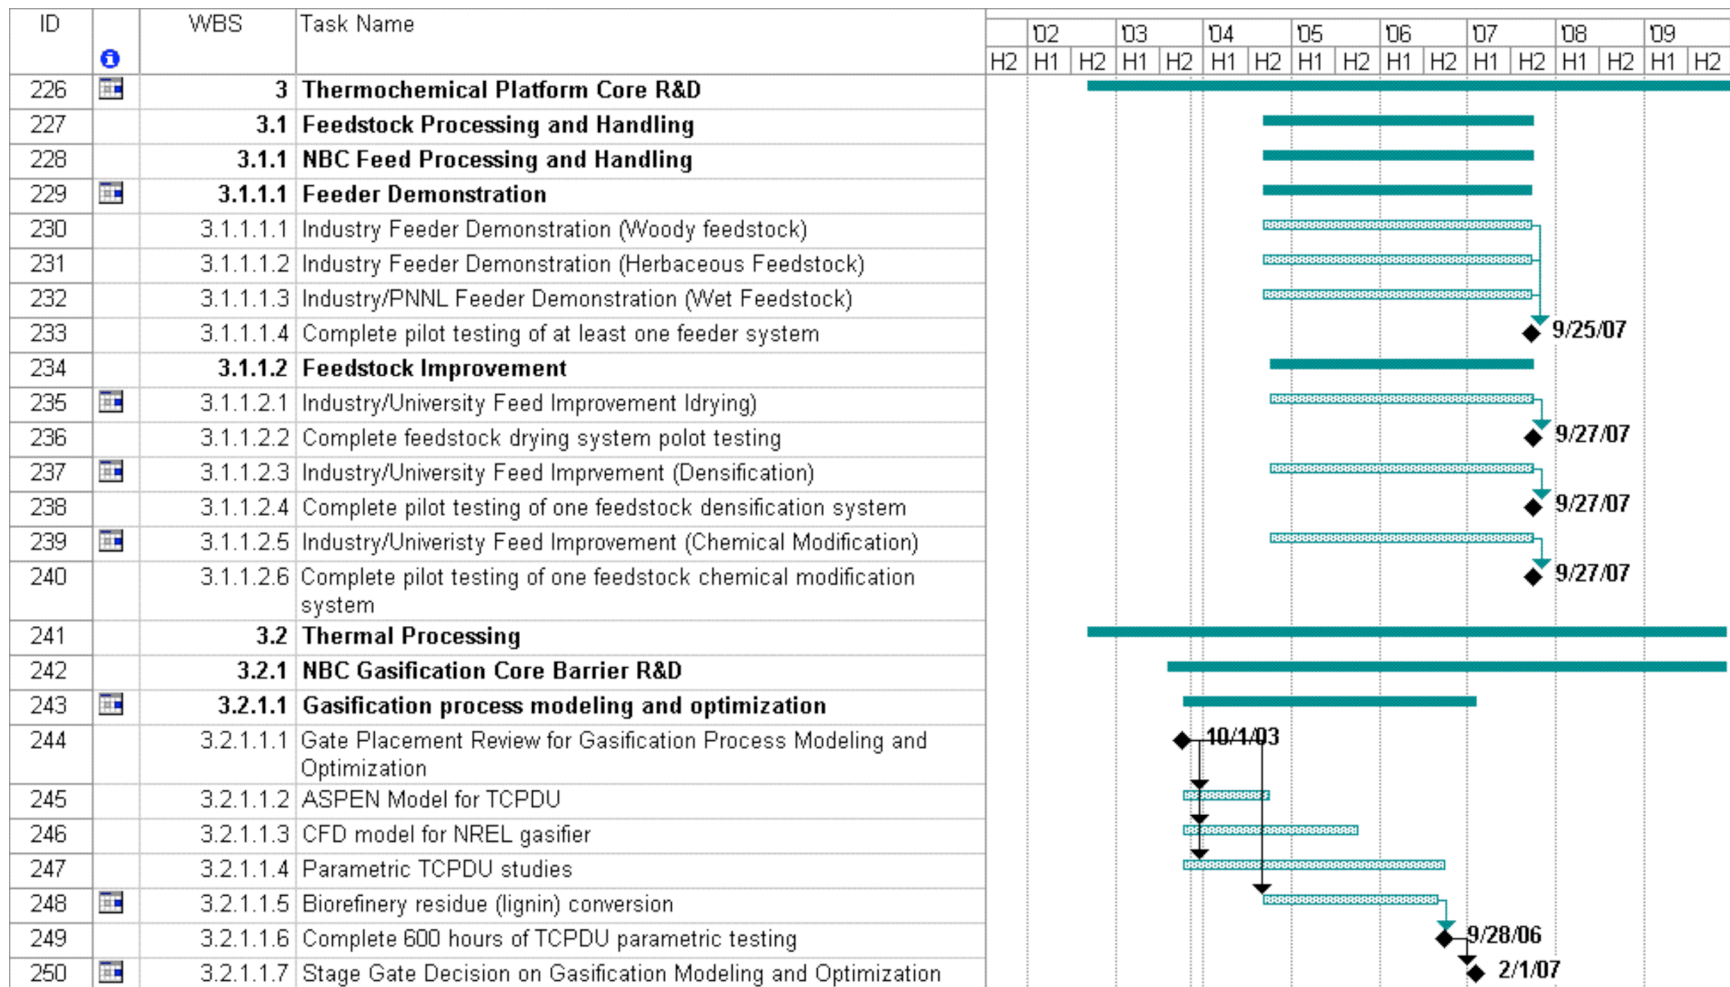 ID WBS Task Name
'02 '03 '04 '05 '06 '07 '08 '09
H2 H1 H2 H1 H2 H1 H2 H1 H2 H1 H2 H1 H2 H1 H2 H1 H2
226 3 Thermochemical Platform Core R&D
227 3.1 Feedstock Processing and Handling
228 3.1.1 NBC Feed Processing and Handling
229 3.1.1.1 Feeder Demonstration
230 3.1.1.1.1 Industry Feeder Demonstration (Woody feedstock)
231 3.1.1.1.2 Industry Feeder Demonstration (Herbaceous Feedstock)
232 3.1.1.1.3 Industry/PNNL Feeder Demonstration (Wet Feedstock)
233 3.1.1.1.4 Complete pilot testing of at least one feeder system 9/25/07
234 3.1.1.2 Feedstock Improvement
235 3.1.1.2.1 Industry/University Feed Improvement Idrying)
236 3.1.1.2.2 Complete feedstock drying system polot testing 9/27/07
237 3.1.1.2.3 Industry/University Feed Imprvement (Densification)
238 3.1.1.2.4 Complete pilot testing of one feedstock densification system 9/27/07
239 3.1.1.2.5 Industry/Univeristy Feed Improvement (Chemical Modification)
240 3.1.1.2.6 Complete pilot testing of one feedstock chemical modification 9/27/07
system
241 3.2 Thermal Processing
242 3.2.1 NBC Gasification Core Barrier R&D
243 3.2.1.1 Gasification process modeling and optimization
244 3.2.1.1.1 Gate Placement Review for Gasification Process Modeling and 10/1/03
Optimization
245 3.2.1.1.2 ASPEN Model for TCPDU
246 3.2.1.1.3 CFD model for NREL gasifier
247 3.2.1.1.4 Parametric TCPDU studies
248 3.2.1.1.5 Biorefinery residue (lignin) conversion
249 3.2.1.1.6 Complete 600 hours of TCPDU parametric testing 9/28/06
250 3.2.1.1.7 Stage Gate Decision on Gasification Modeling and Optimization 2/1/07